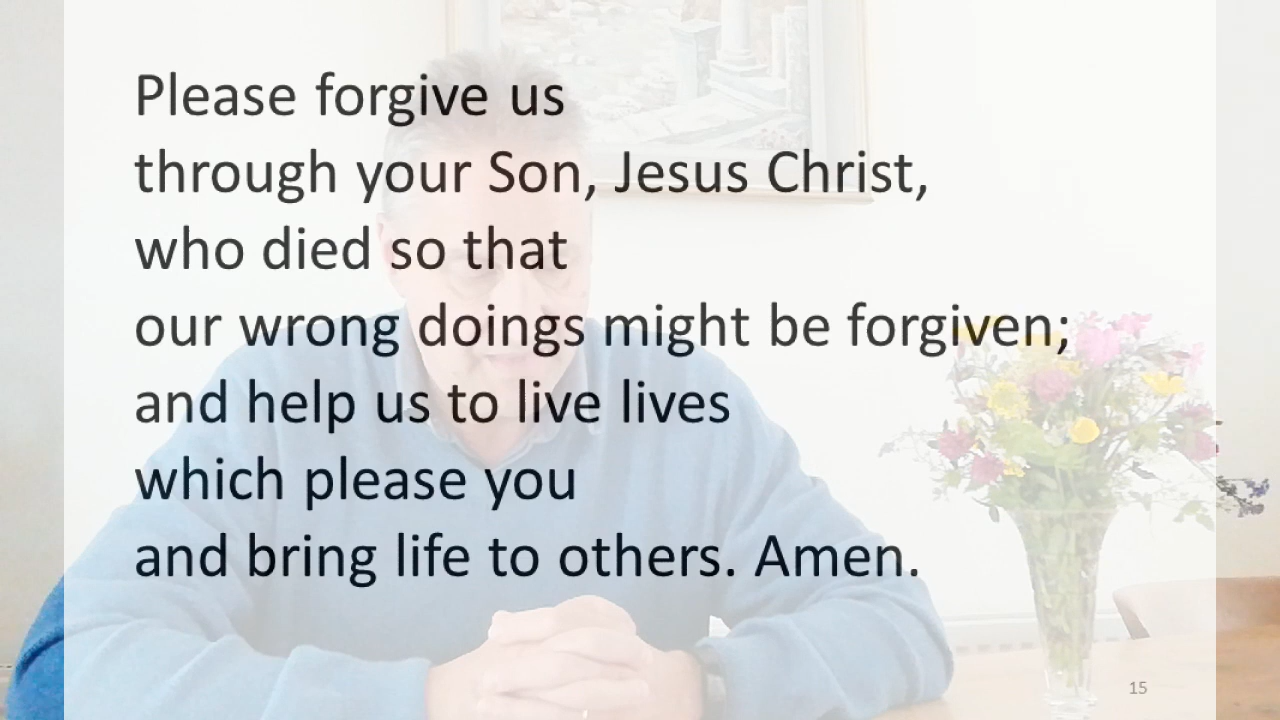 Please forgive us
through your Son, Jesus Christ,
who died so that
our wrong doings might be forgiven;
and help us to live lives
which please you
and bring life to others. Amen.
15